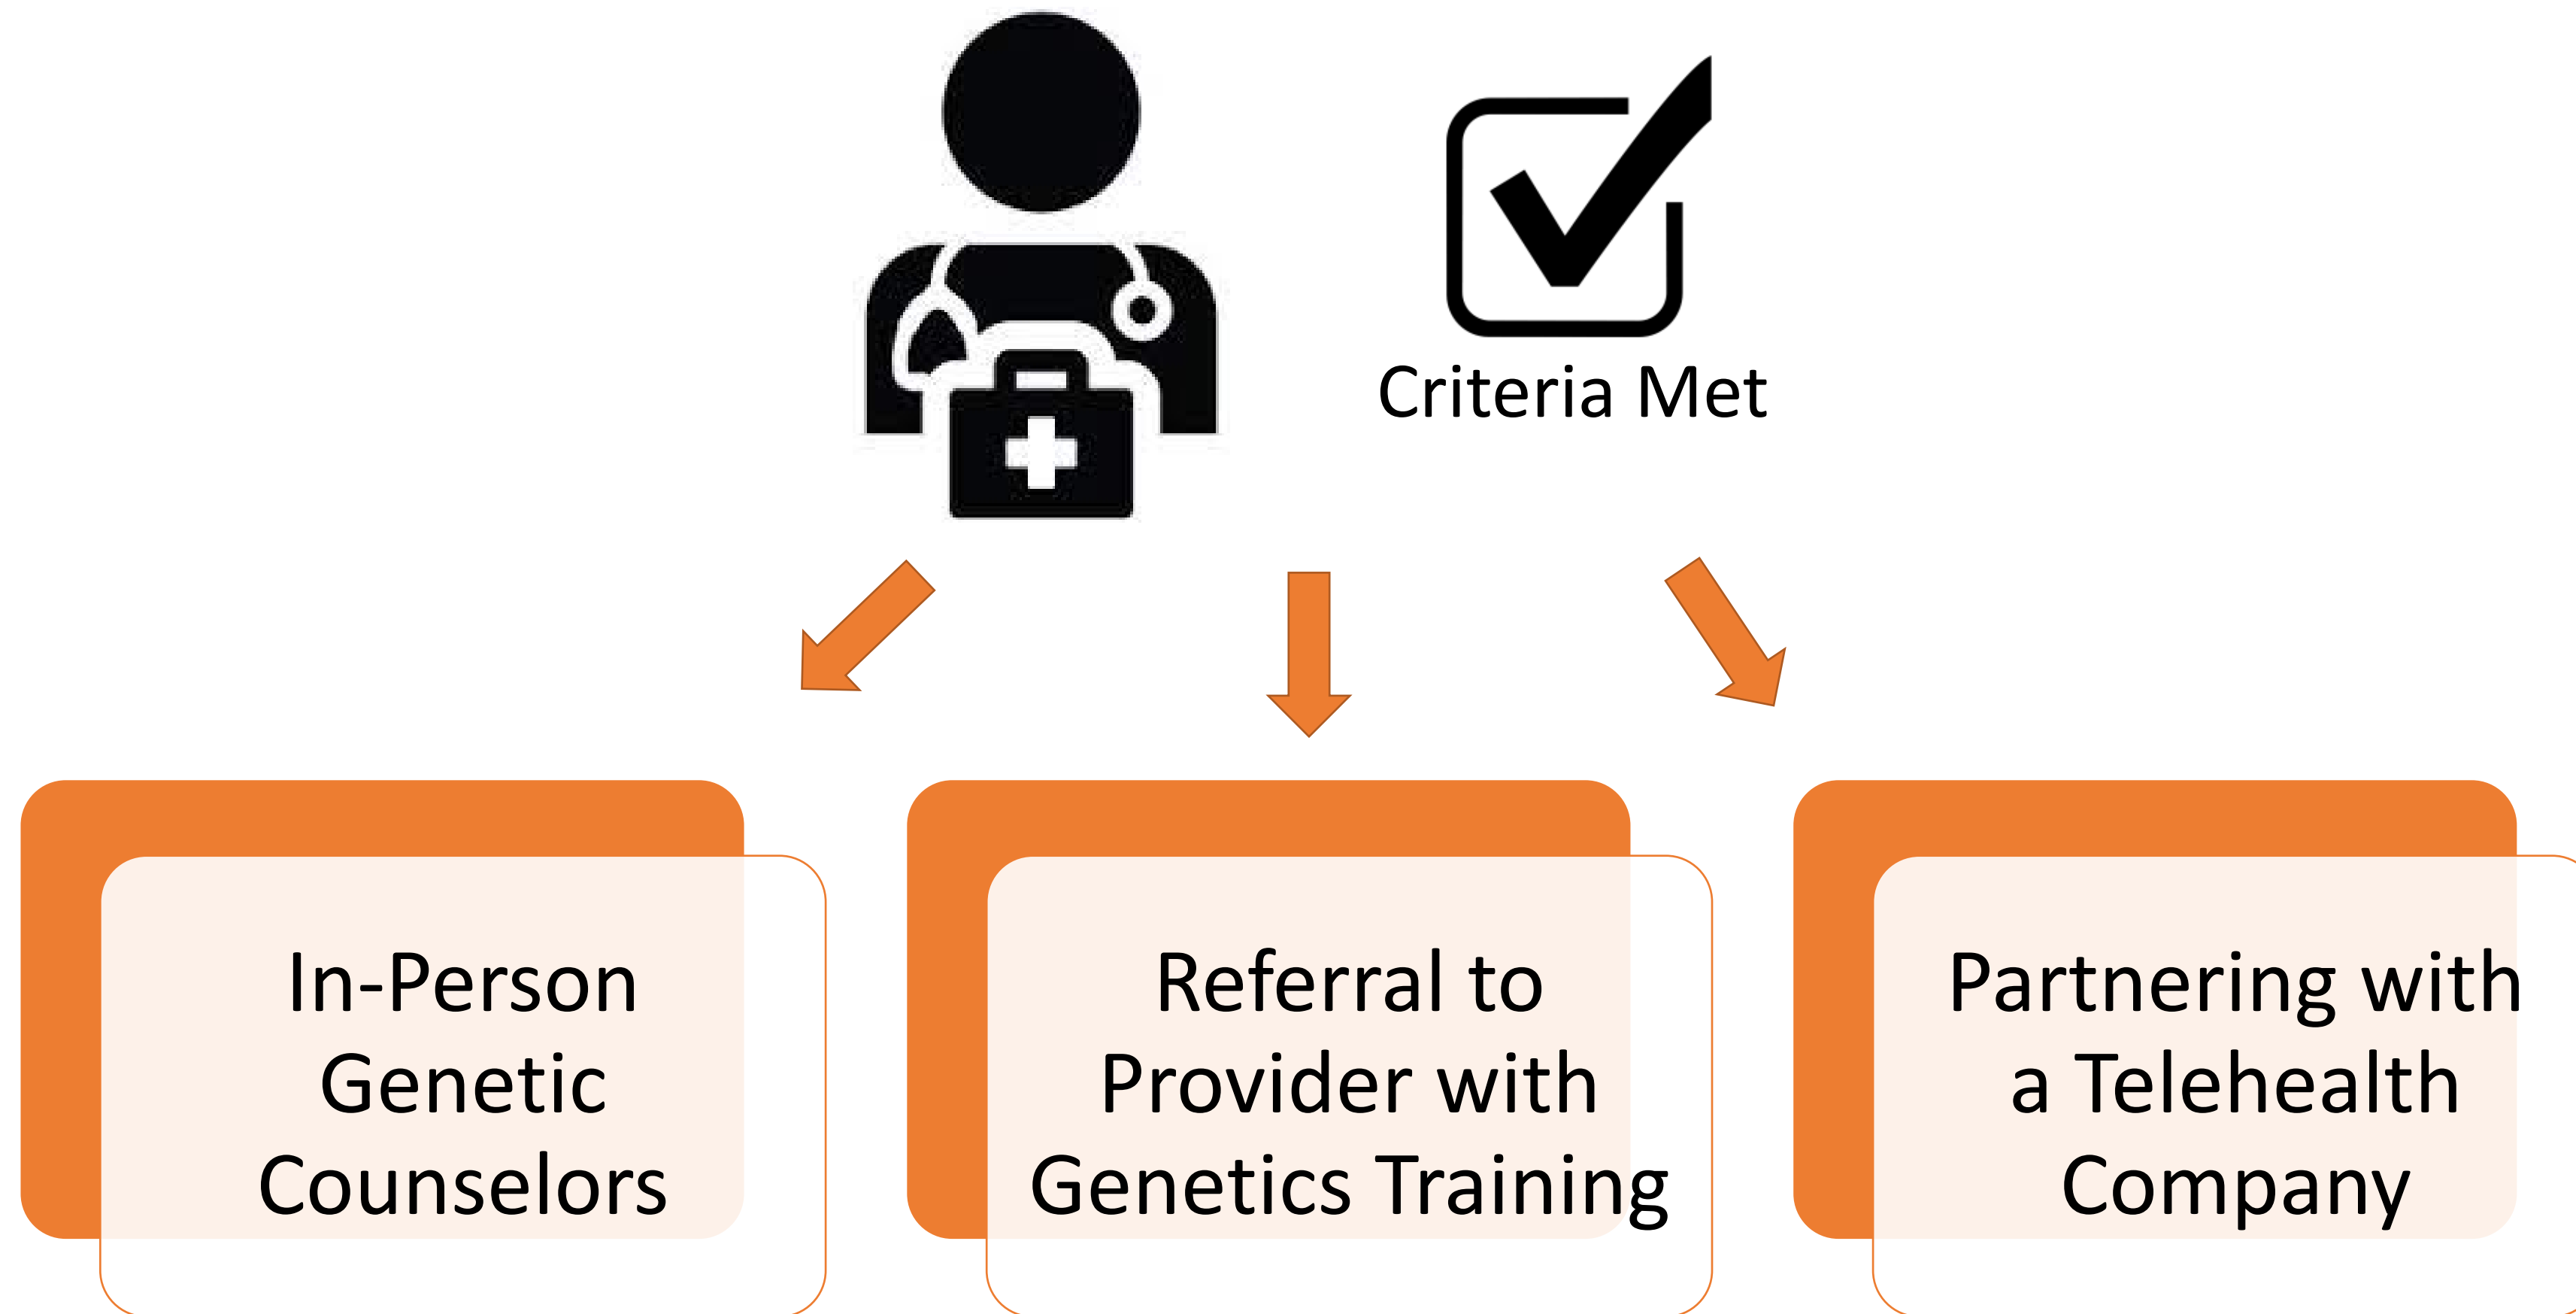 Criteria Met
In-Person
Genetic
Counselors
Referral to
Provider with
Genetics Training
Partnering with
a Telehealth
Company